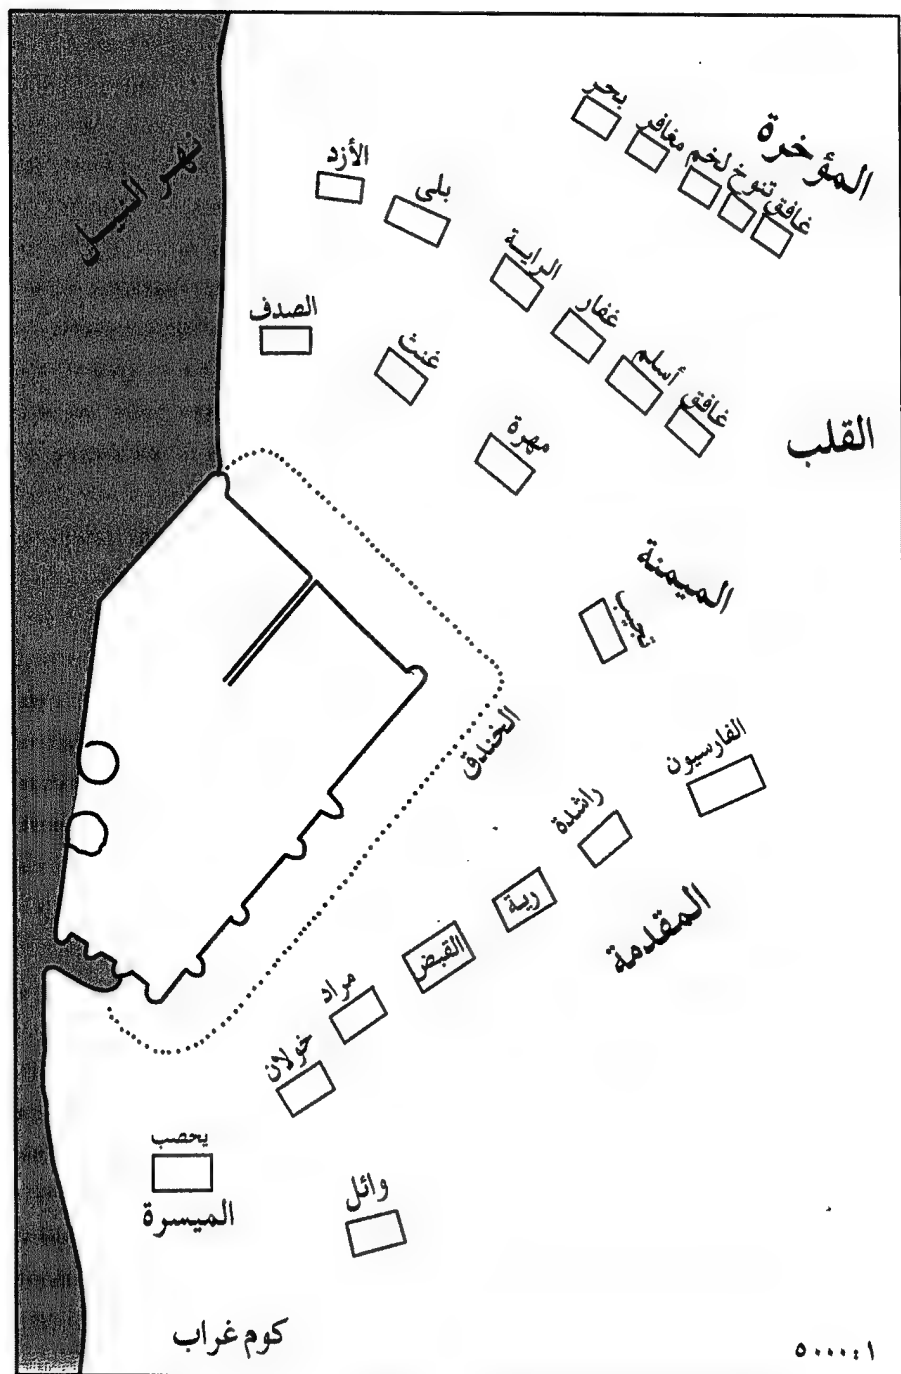 بحر
مغافر
لخم
تنوخ
غافق
المؤخرة
نهر النيل
الأزد
بلى
الراية
غفار
أسلم
غافق
القلب
الصدف
غنث
مهرة
الميمنة
تجيب
الخندق
الفارسيون
راشدة
رية
القبض
مراد
خولان
المقدمة
يحصب
الميسرة
وائل
كوم غراب
٥٠٠٠:١